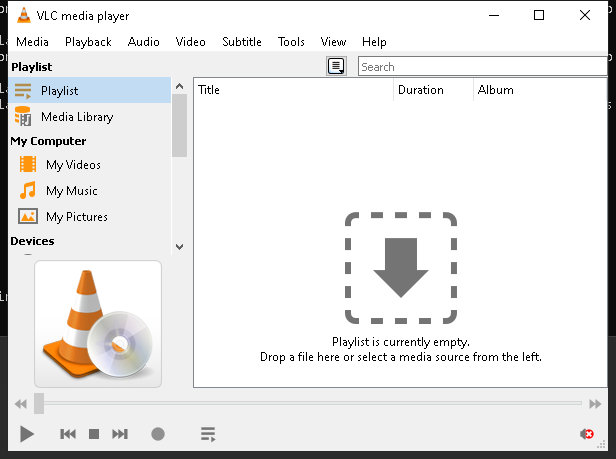 VLC media player
Media Playback Audio Video Subtitle Tools View Help
Playlist
Search
Playlist
Media Library
My Computer
My Videos
My Music
My Pictures
Devices
Title Duration Album
Playlist is currently empty.
Drop a file here or select a media source from the left.